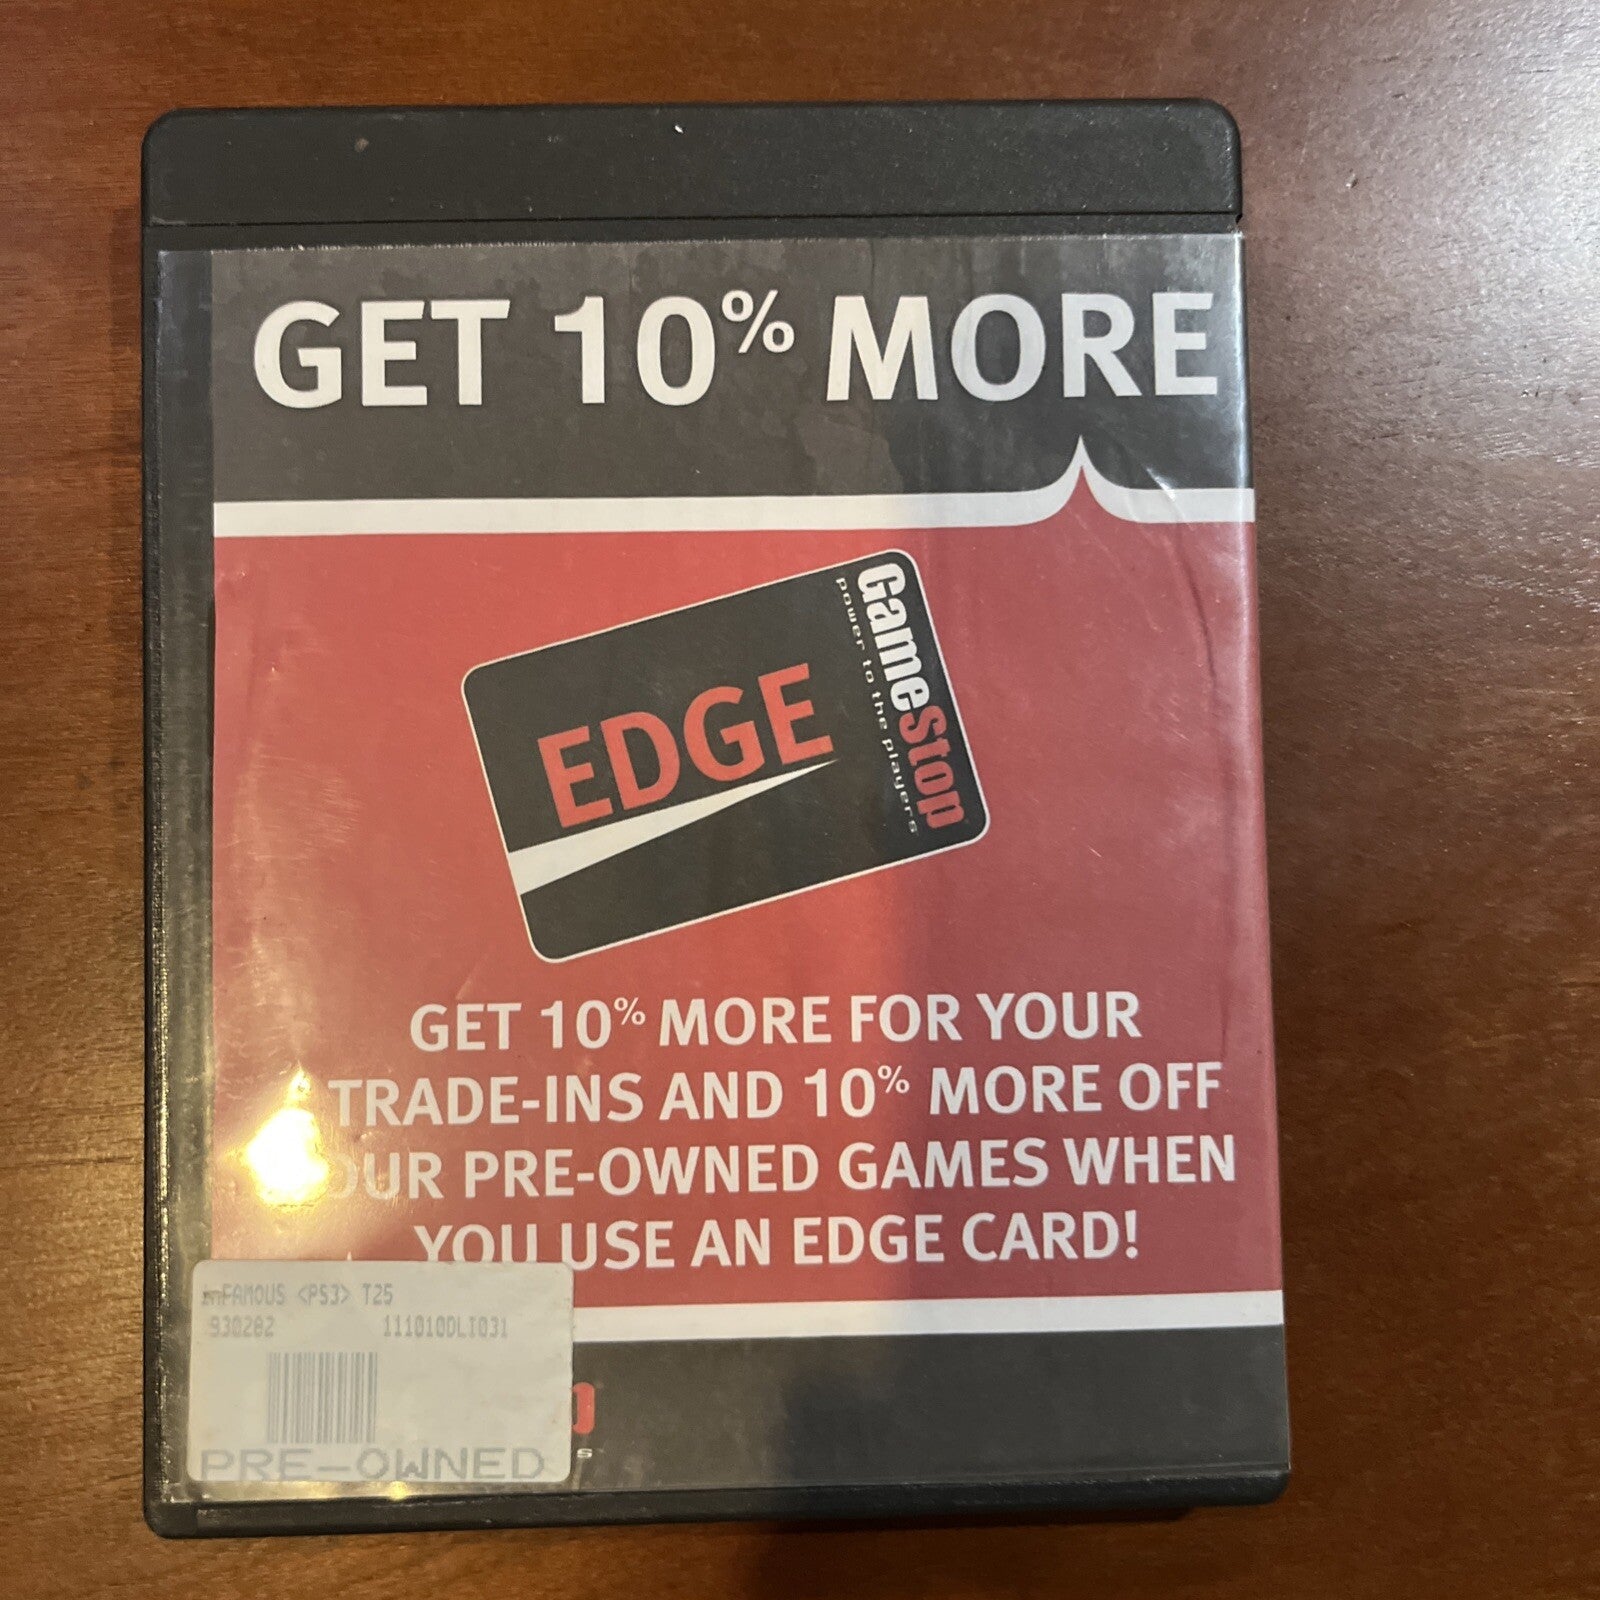 GET 10% MORE
EDGE
GameStop
power to the players
GET 10% MORE FOR YOUR
TRADE-INS AND 10% MORE OFF
OUR PRE-OWNED GAMES WHEN
YOU USE AN EDGE CARD!
inFAMOUS <PS3> T25
930282 111010DLI031
PRE-OWNED